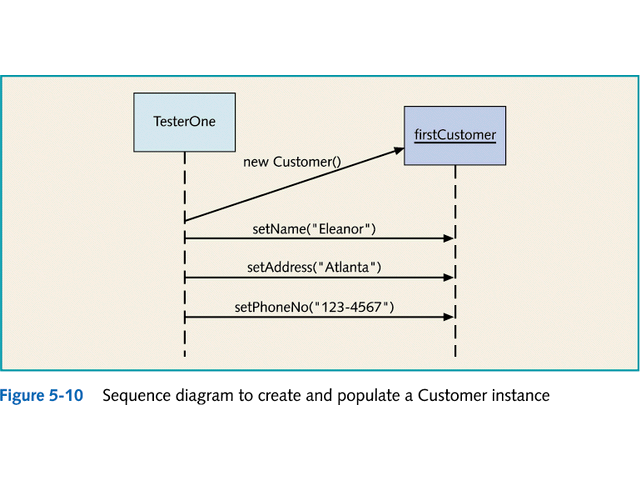 TesterOne
firstCustomer
new Customer()
setName("Eleanor")
setAddress("Atlanta")
setPhoneNo("123-4567")
Figure 5-10 Sequence diagram to create and populate a Customer instance